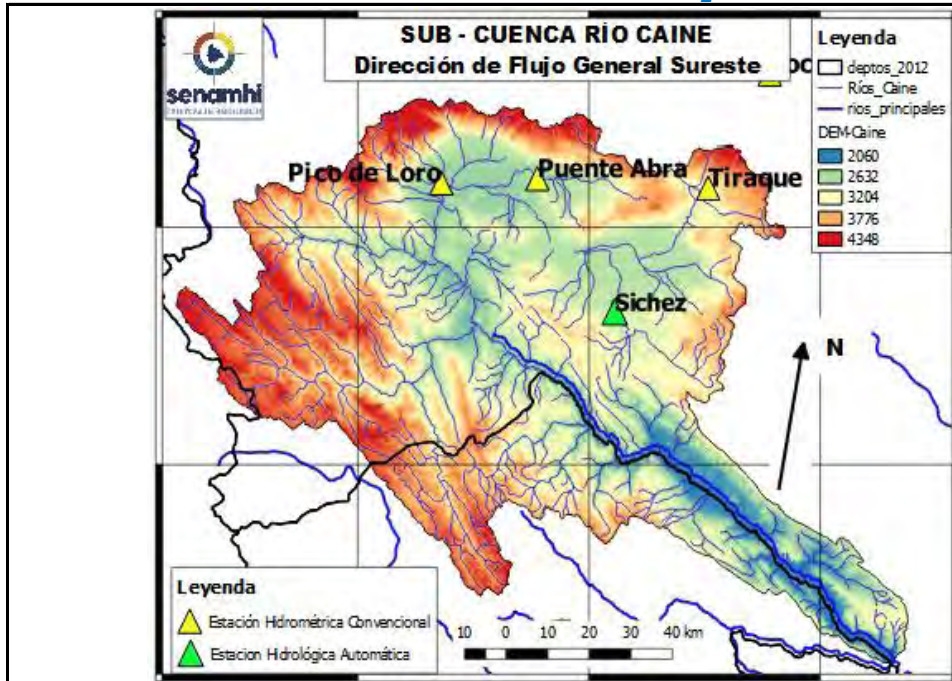 SUB - CUENCA RÍO CAINE
Dirección de Flujo General Sureste
senamhi
Leyenda
deptos_2012
Ríos_Caine
rios_principales
DEM-Caine
2060
2632
3204
3776
4348
Pico de Loro
Puente Abra
Tiraque
Sichez
N
Leyenda
Estación Hidrométrica Convencional
Estacion Hidrológica Automática
10 0 10 20 30 40 km